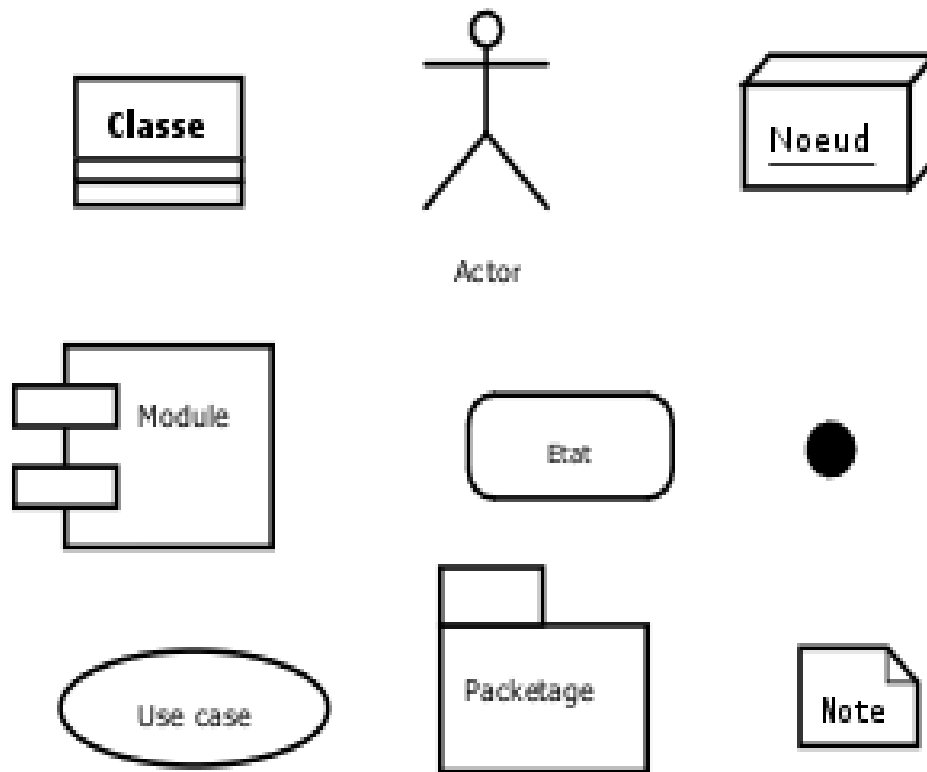 Classe
Noeud
Actor
Module
Etat
Use case
Packetage
Note